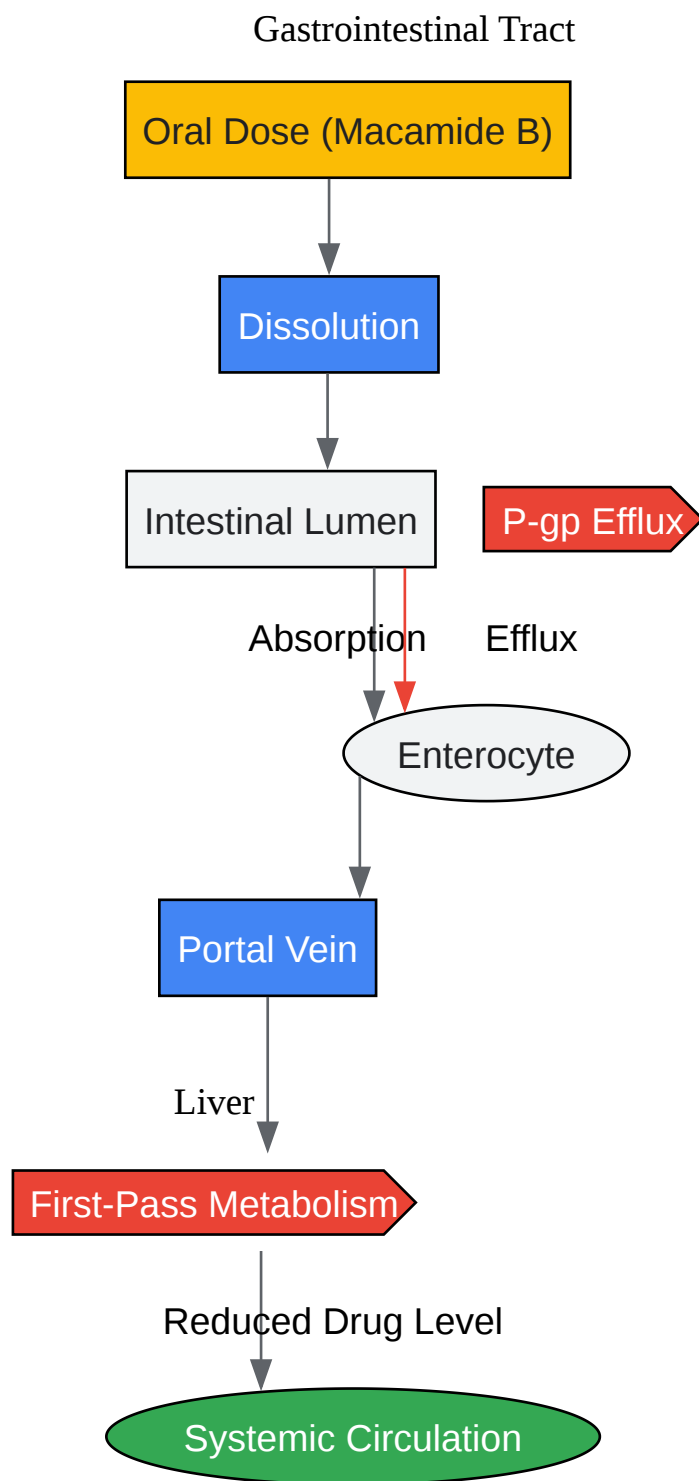 Gastrointestinal Tract
Oral Dose (Macamide B)
Dissolution
Intestinal Lumen
P-gp Efflux
Absorption
Efflux
Enterocyte
Portal Vein
Liver
First-Pass Metabolism
Reduced Drug Level
Systemic Circulation